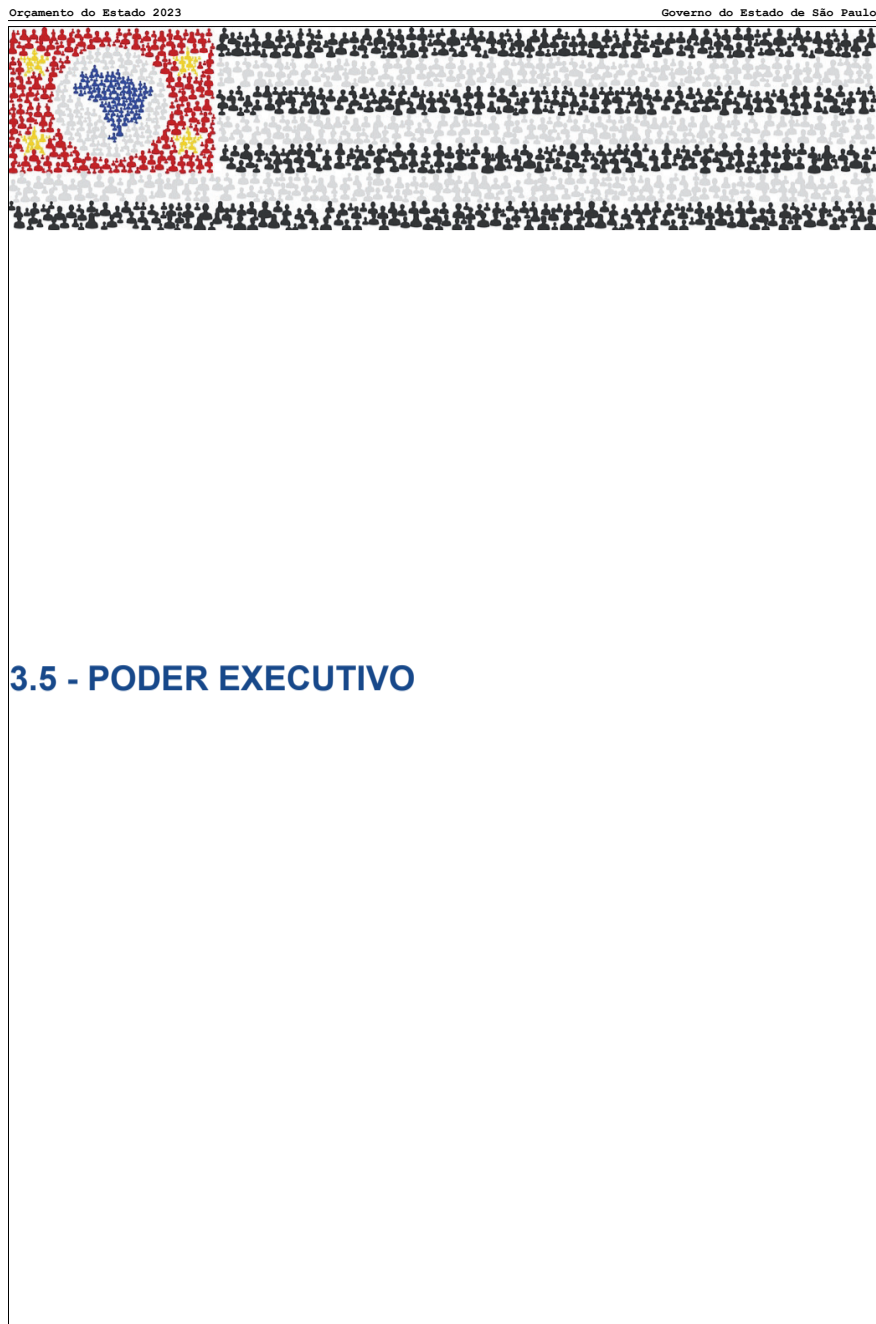 Orçamento do Estado 2023
Governo do Estado de São Paulo
3.5 - PODER EXECUTIVO